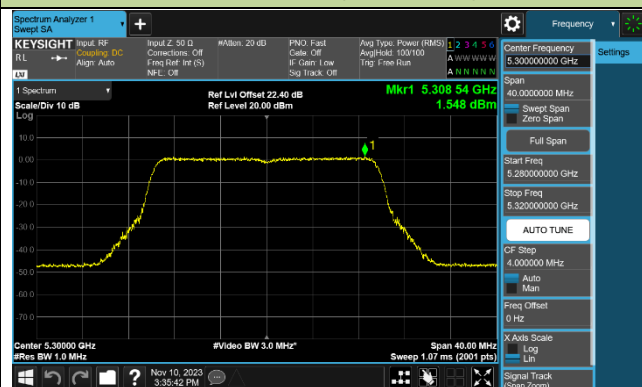 Spectrum Analyzer 1
Swept SA
Frequency
KEYSIGHT
Input: RF
Coupling: DC
Align: Auto
Input Z: 50 Ω
Corrections: Off
Freq Ref: Int (S)
NFE: Off
#Atten: 20 dB
PNO: Fast
Gate: Off
IF Gain: Low
Sig Track: Off
Avg Type: Power (RMS)
Avg|Hold: 100/100
Trig: Free Run
1 2 3 4 5 6
A W W W W W
A N N N N N
R L
LXI
Center Frequency
5.300000000 GHz
Settings
Span
40.0000000 MHz
Swept Span
Zero Span
Full Span
Start Freq
5.280000000 GHz
Stop Freq
5.320000000 GHz
AUTO TUNE
CF Step
4.000000 MHz
Auto
Man
Freq Offset
0 Hz
X Axis Scale
Log
Lin
Signal Track
(Span Zoom)
1 Spectrum
Scale/Div 10 dB
Log
Ref Lvl Offset 22.40 dB
Ref Level 20.00 dBm
Mkr1 5.308 54 GHz
1.548 dBm
1
10.0
0.00
-10.0
-20.0
-30.0
-40.0
-50.0
-60.0
-70.0
Center 5.30000 GHz
#Res BW 1.0 MHz
#Video BW 3.0 MHz*
Span 40.00 MHz
Sweep 1.07 ms (2001 pts)
Nov 10, 2023
3:35:42 PM